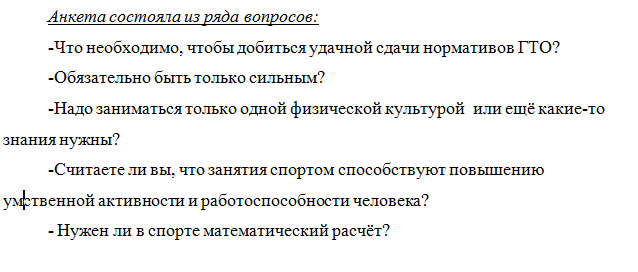 Анкета состояла из ряда вопросов:
-Что необходимо, чтобы добиться удачной сдачи нормативов ГТО?
-Обязательно быть только сильным?
-Надо заниматься только одной физической культурой или ещё какие-то
знания нужны?
-Считаете ли вы, что занятия спортом способствуют повышению
умственной активности и работоспособности человека?
- Нужен ли в спорте математический расчёт?